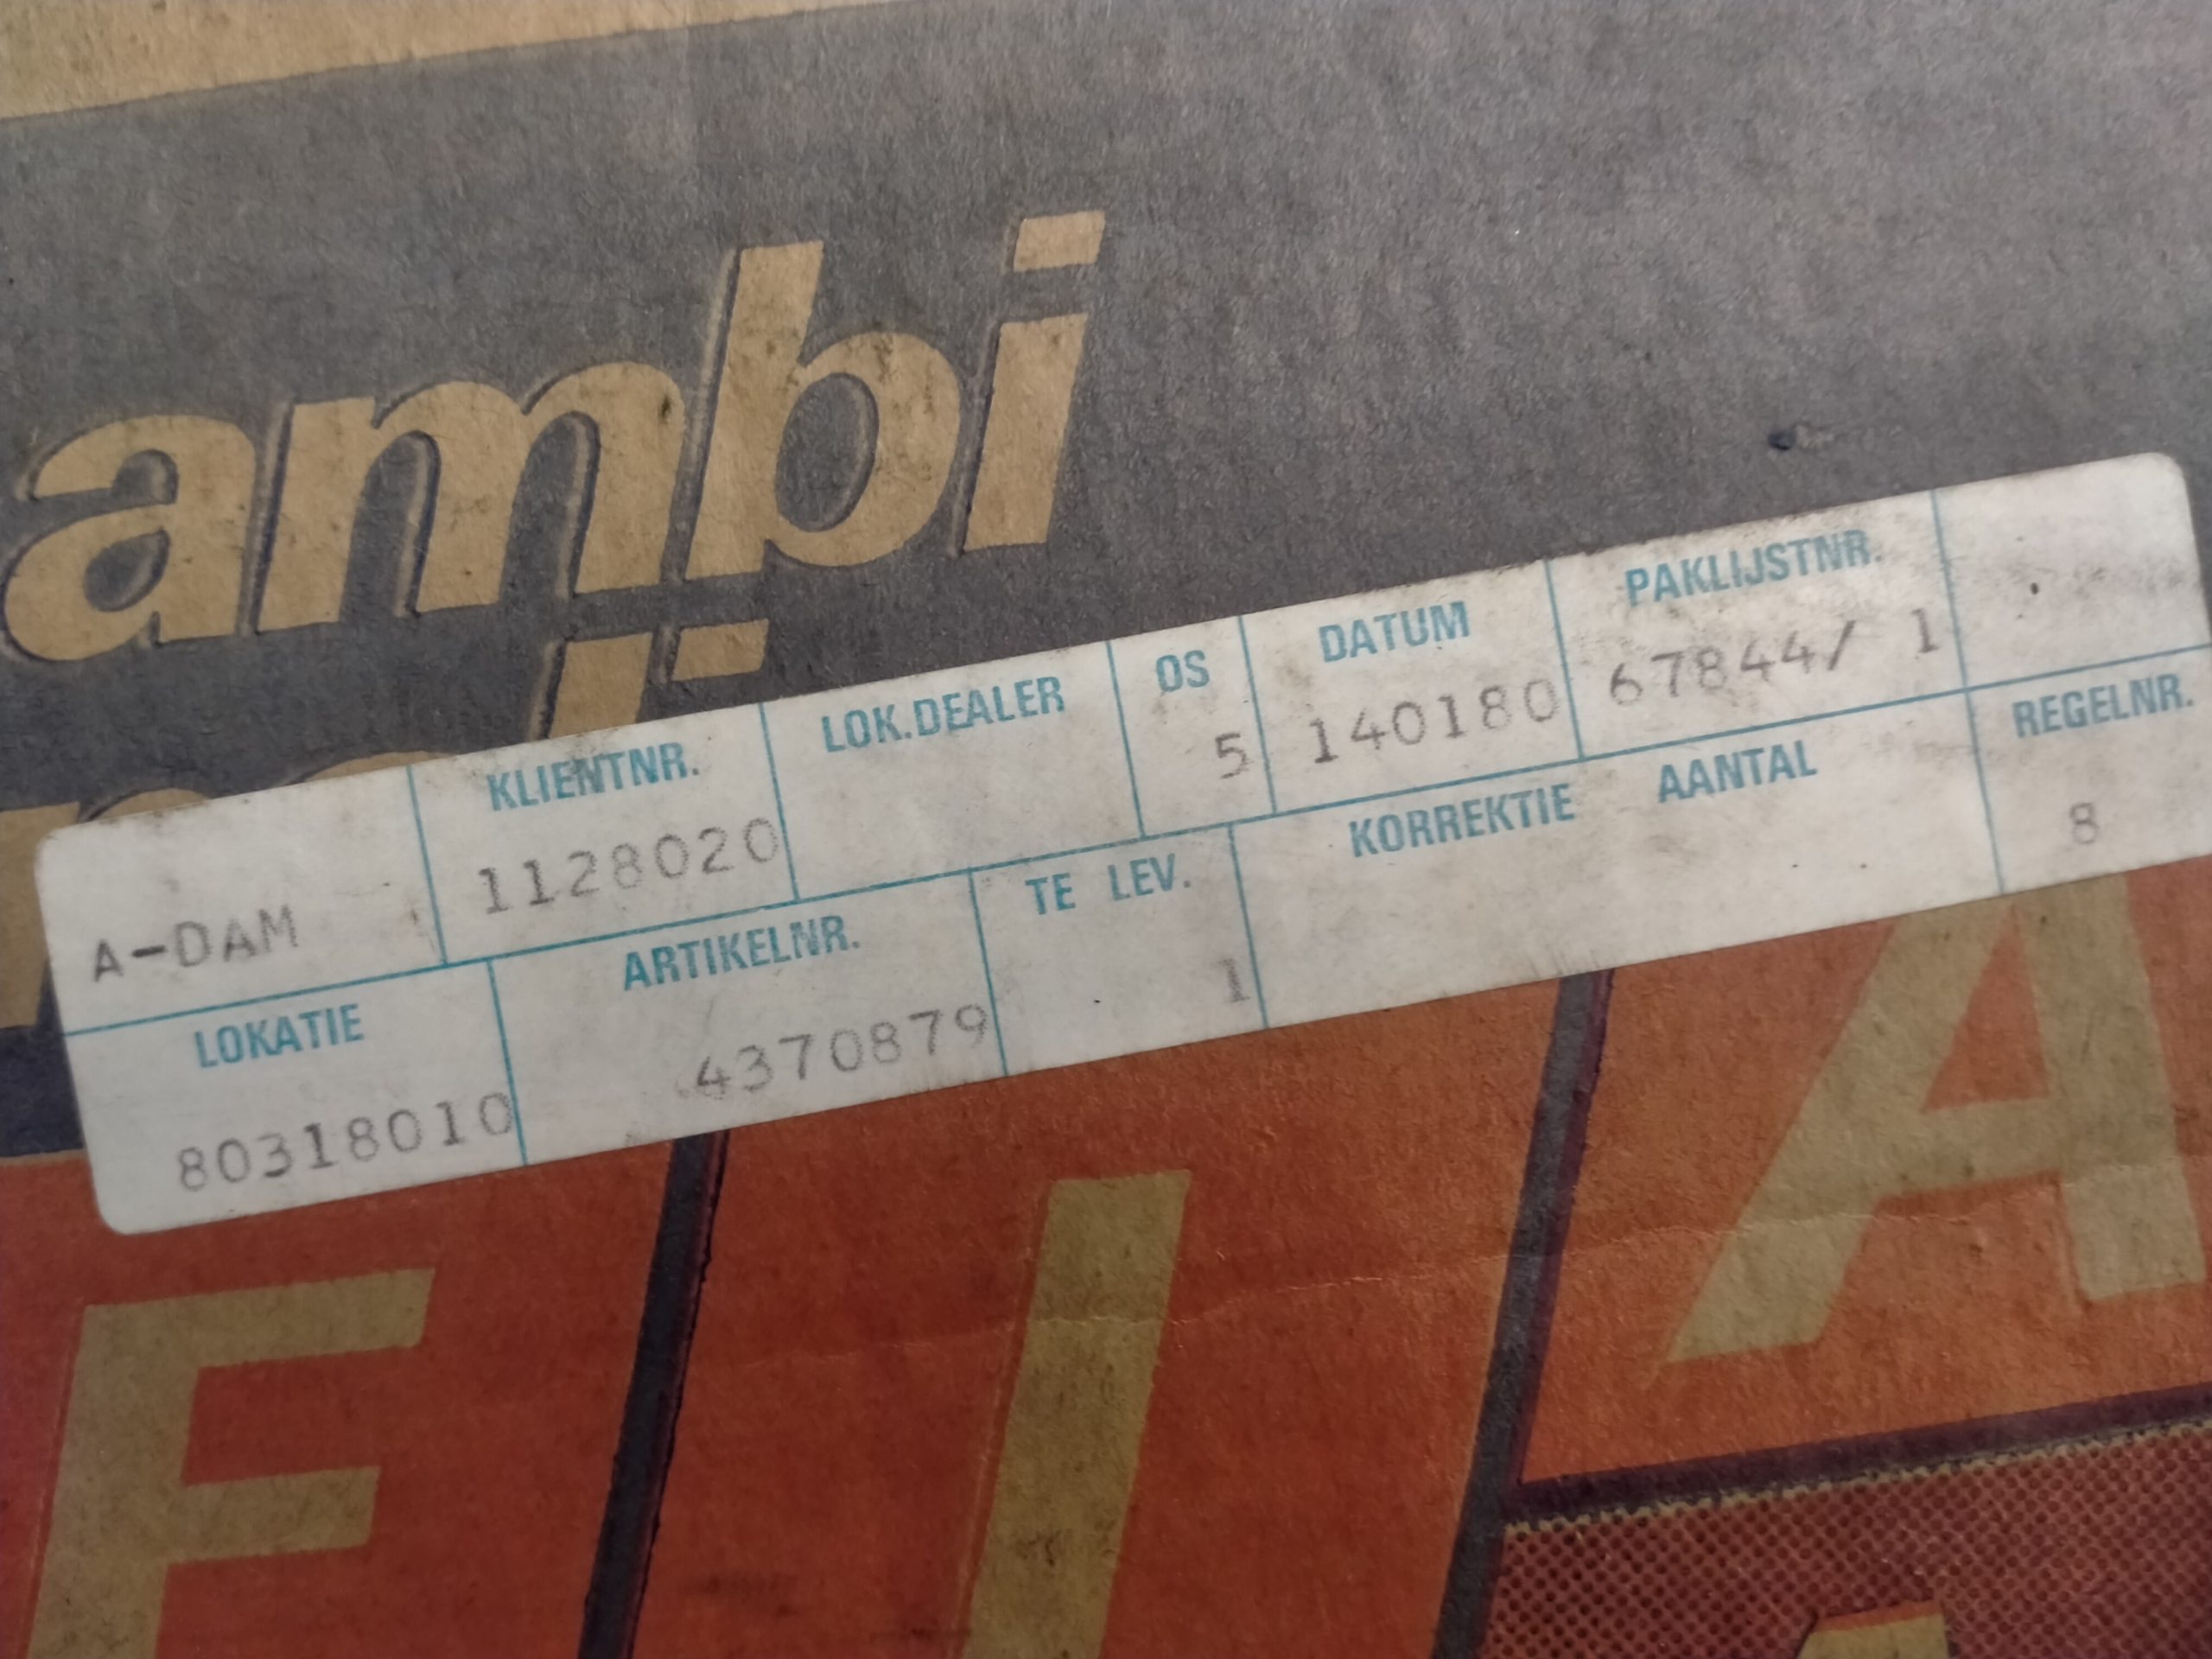 ambi
KLIENTNR. LOK.DEALER OS DATUM PAKLIJSTNR.
A-DAM 1128020 5 140180 67844/ 1
LOKATIE ARTIKELNR. TE LEV. KORREKTIE AANTAL REGELNR.
80318010 4370879 1 8
F I A